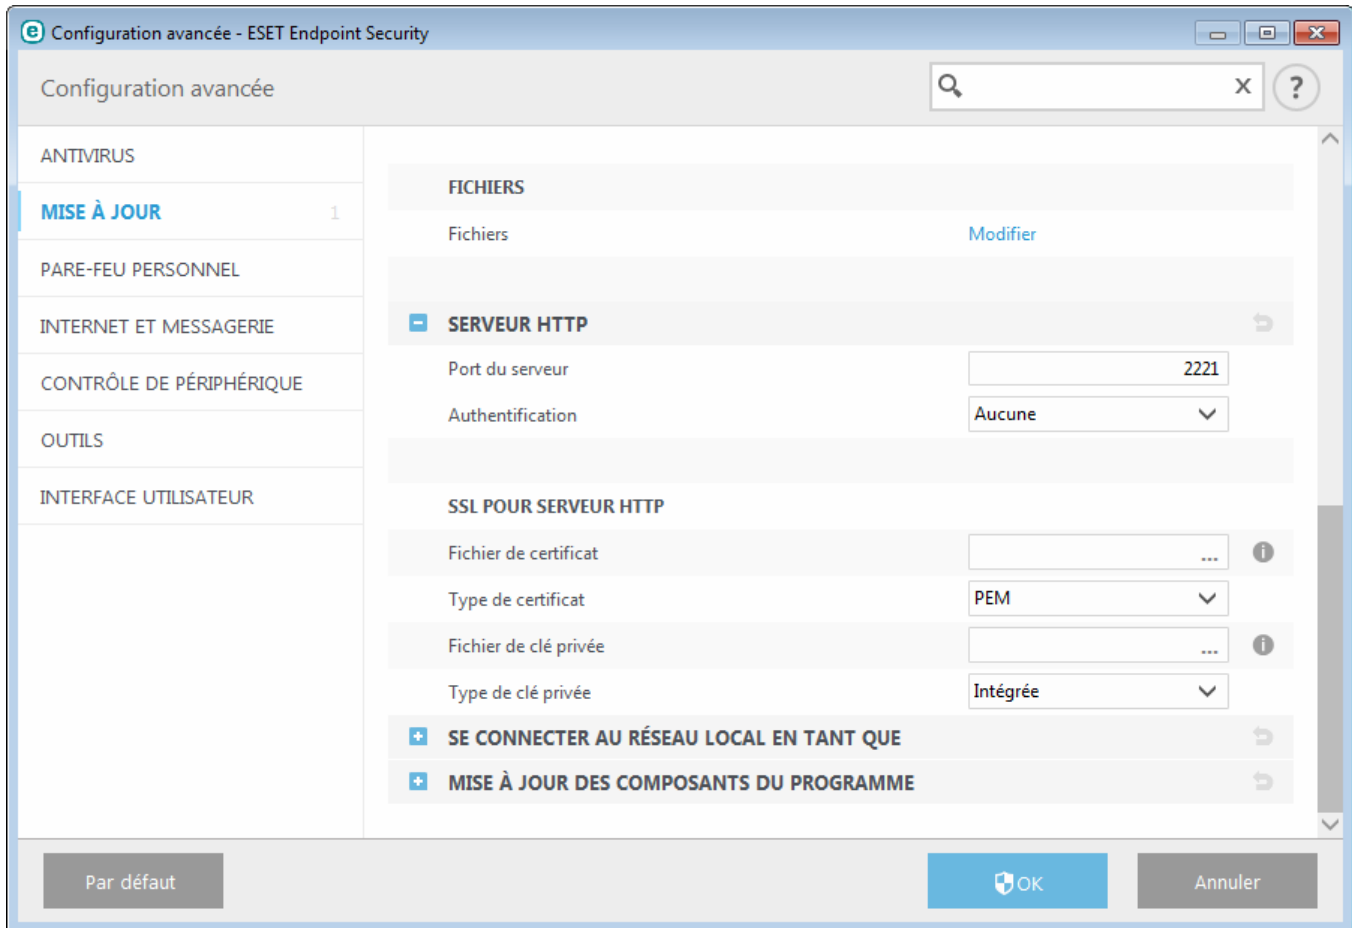 Configuration avancée - ESET Endpoint Security
Configuration avancée
X
?
ANTIVIRUS
MISE À JOUR 1
PARE-FEU PERSONNEL
INTERNET ET MESSAGERIE
CONTRÔLE DE PÉRIPHÉRIQUE
OUTILS
INTERFACE UTILISATEUR
FICHIERS
Fichiers Modifier
SERVEUR HTTP
Port du serveur 2221
Authentification Aucune
SSL POUR SERVEUR HTTP
Fichier de certificat ...
Type de certificat PEM
Fichier de clé privée ...
Type de clé privée Intégrée
SE CONNECTER AU RÉSEAU LOCAL EN TANT QUE
MISE À JOUR DES COMPOSANTS DU PROGRAMME
Par défaut
OK
Annuler